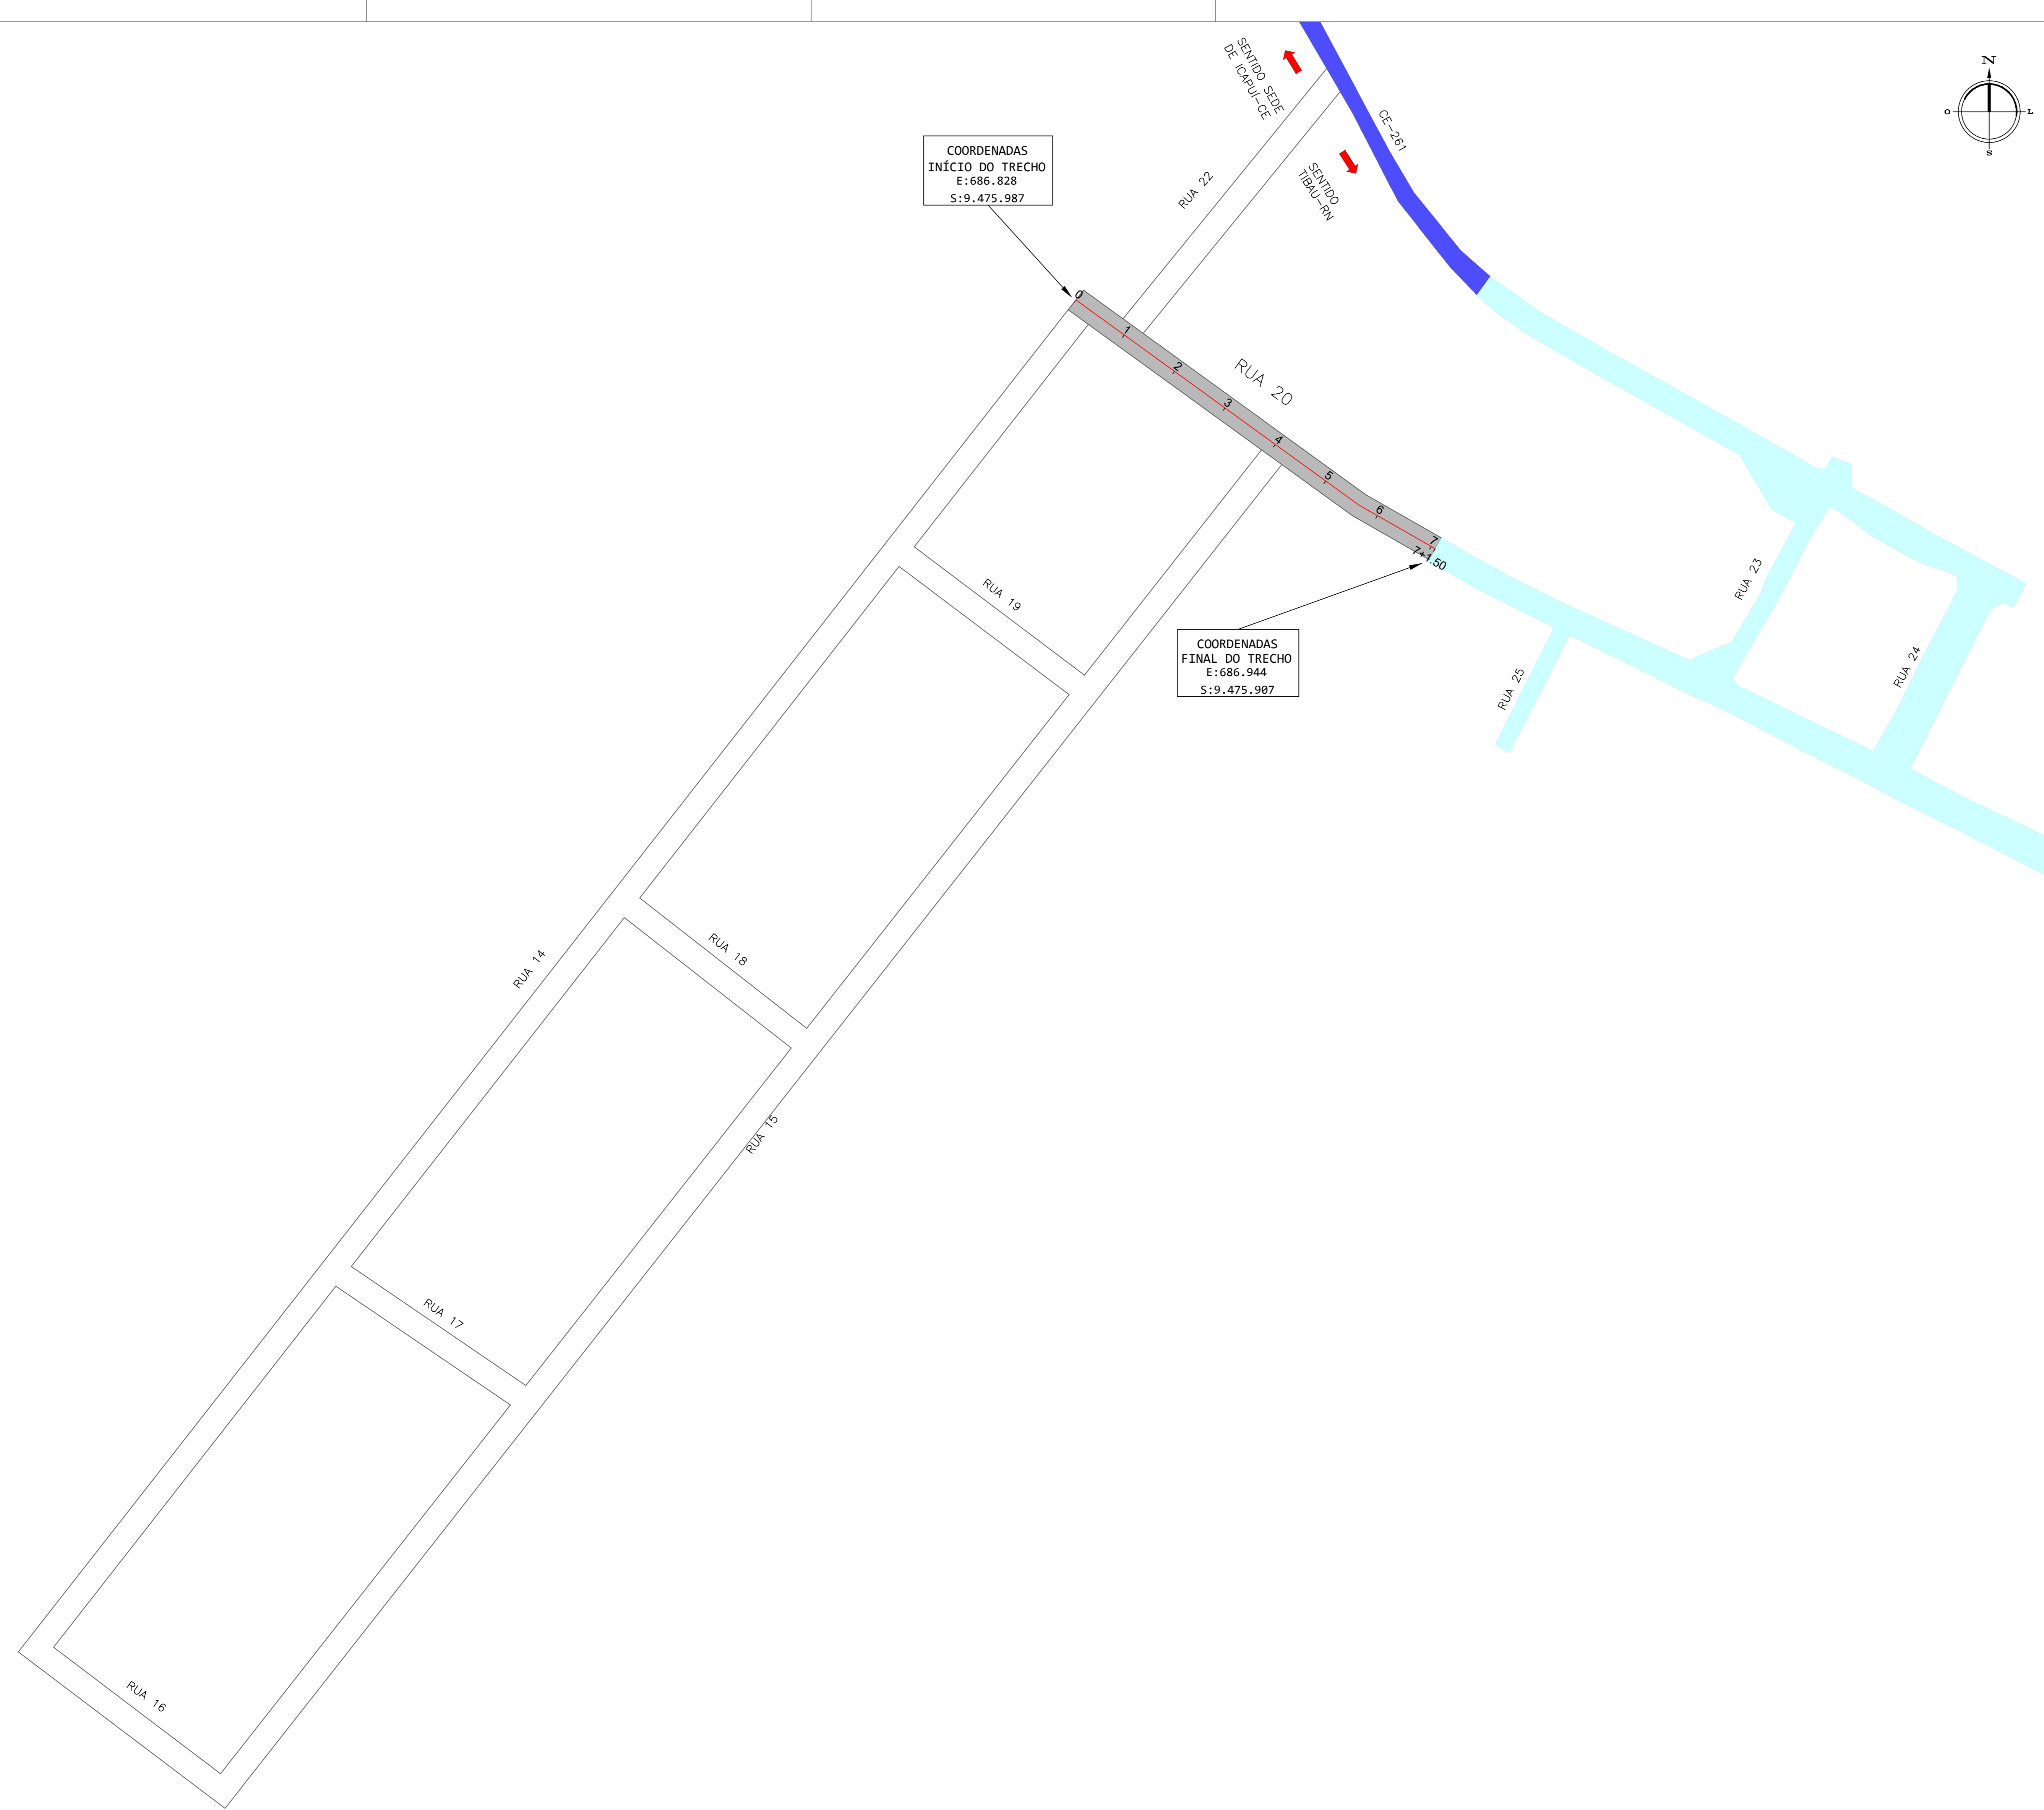 N
O
L
S
SENTIDO SEDE
DE ICAPUÍ-CE
CE-261
SENTIDO
TIBAU-RN
RUA 22
COORDENADAS
INÍCIO DO TRECHO
E:686.828
S:9.475.987
0
1
2
3
4
5
6
7
7+1.50
RUA 20
COORDENADAS
FINAL DO TRECHO
E:686.944
S:9.475.907
RUA 19
RUA 23
RUA 24
RUA 25
RUA 18
RUA 14
RUA 15
RUA 17
RUA 16